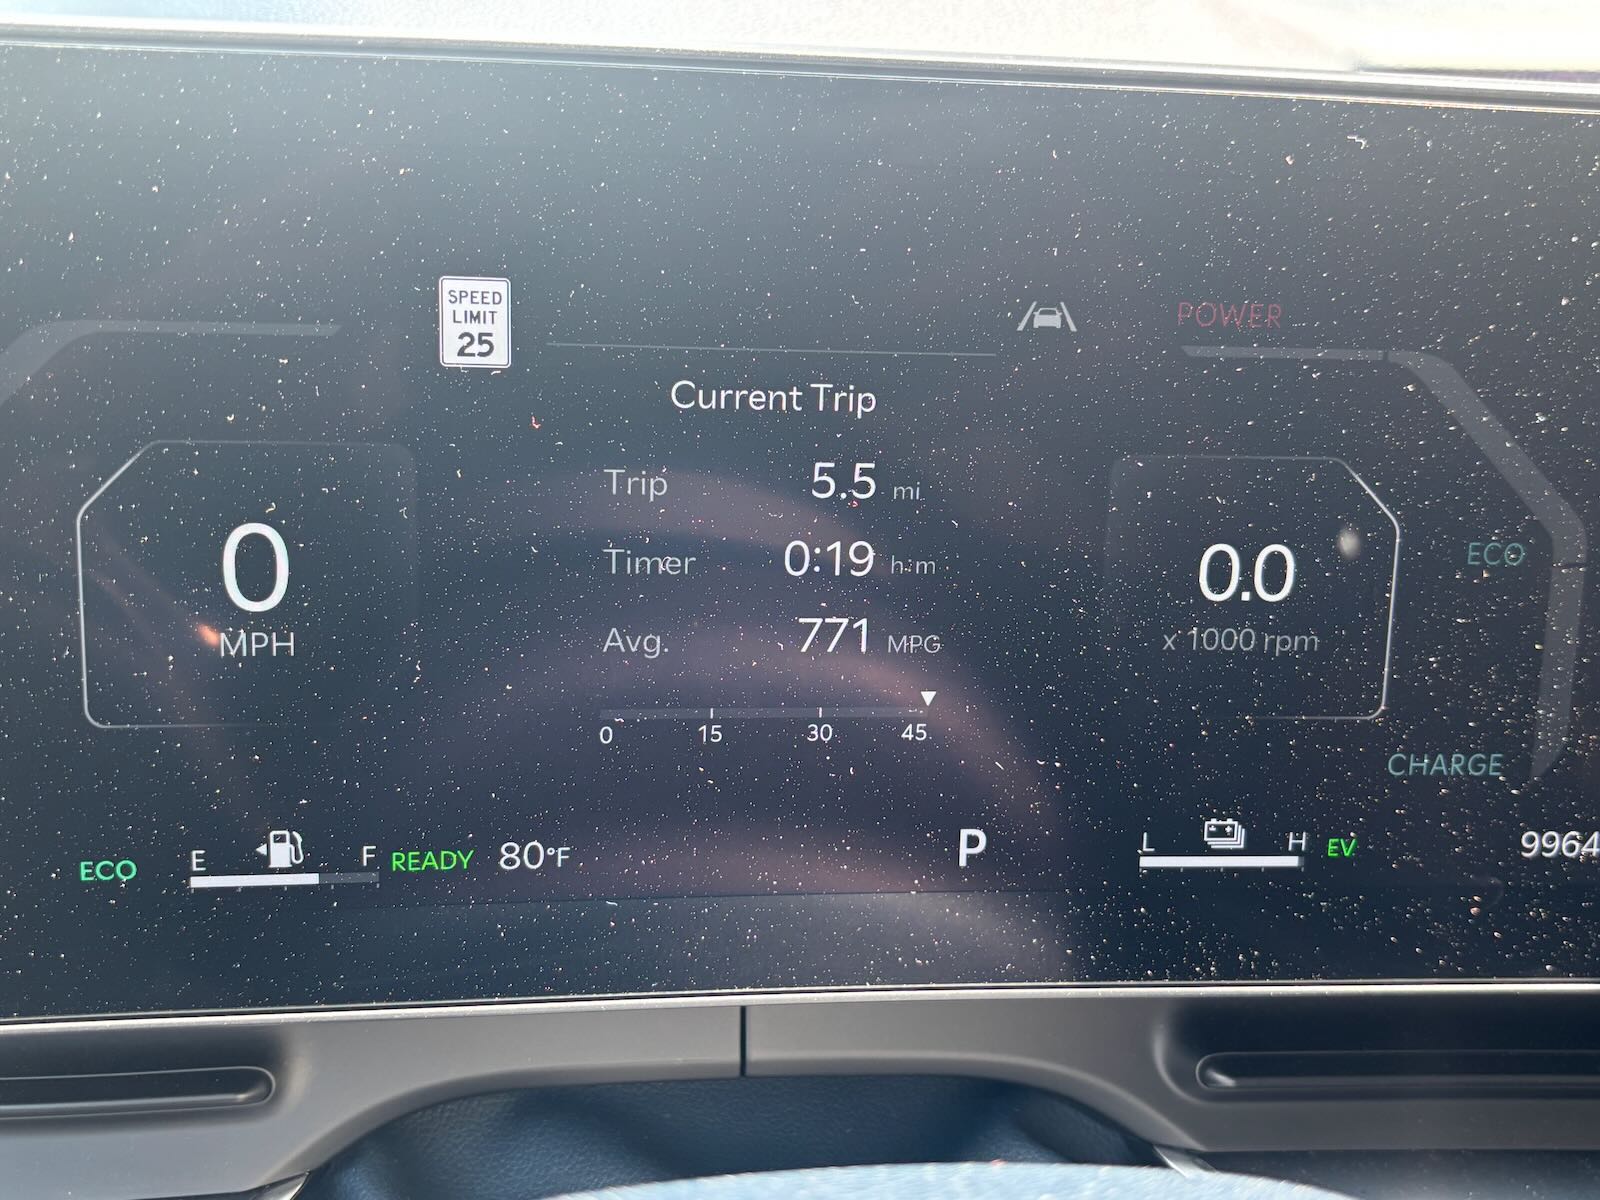 SPEED
LIMIT
25
POWER
Current Trip
Trip 5.5 mi
Timer 0:19 h:m
Avg. 771 MPG
0 15 30 45
0
MPH
0.0
x 1000 rpm
ECO
CHARGE
ECO E F READY 80°F P L H EV 9964